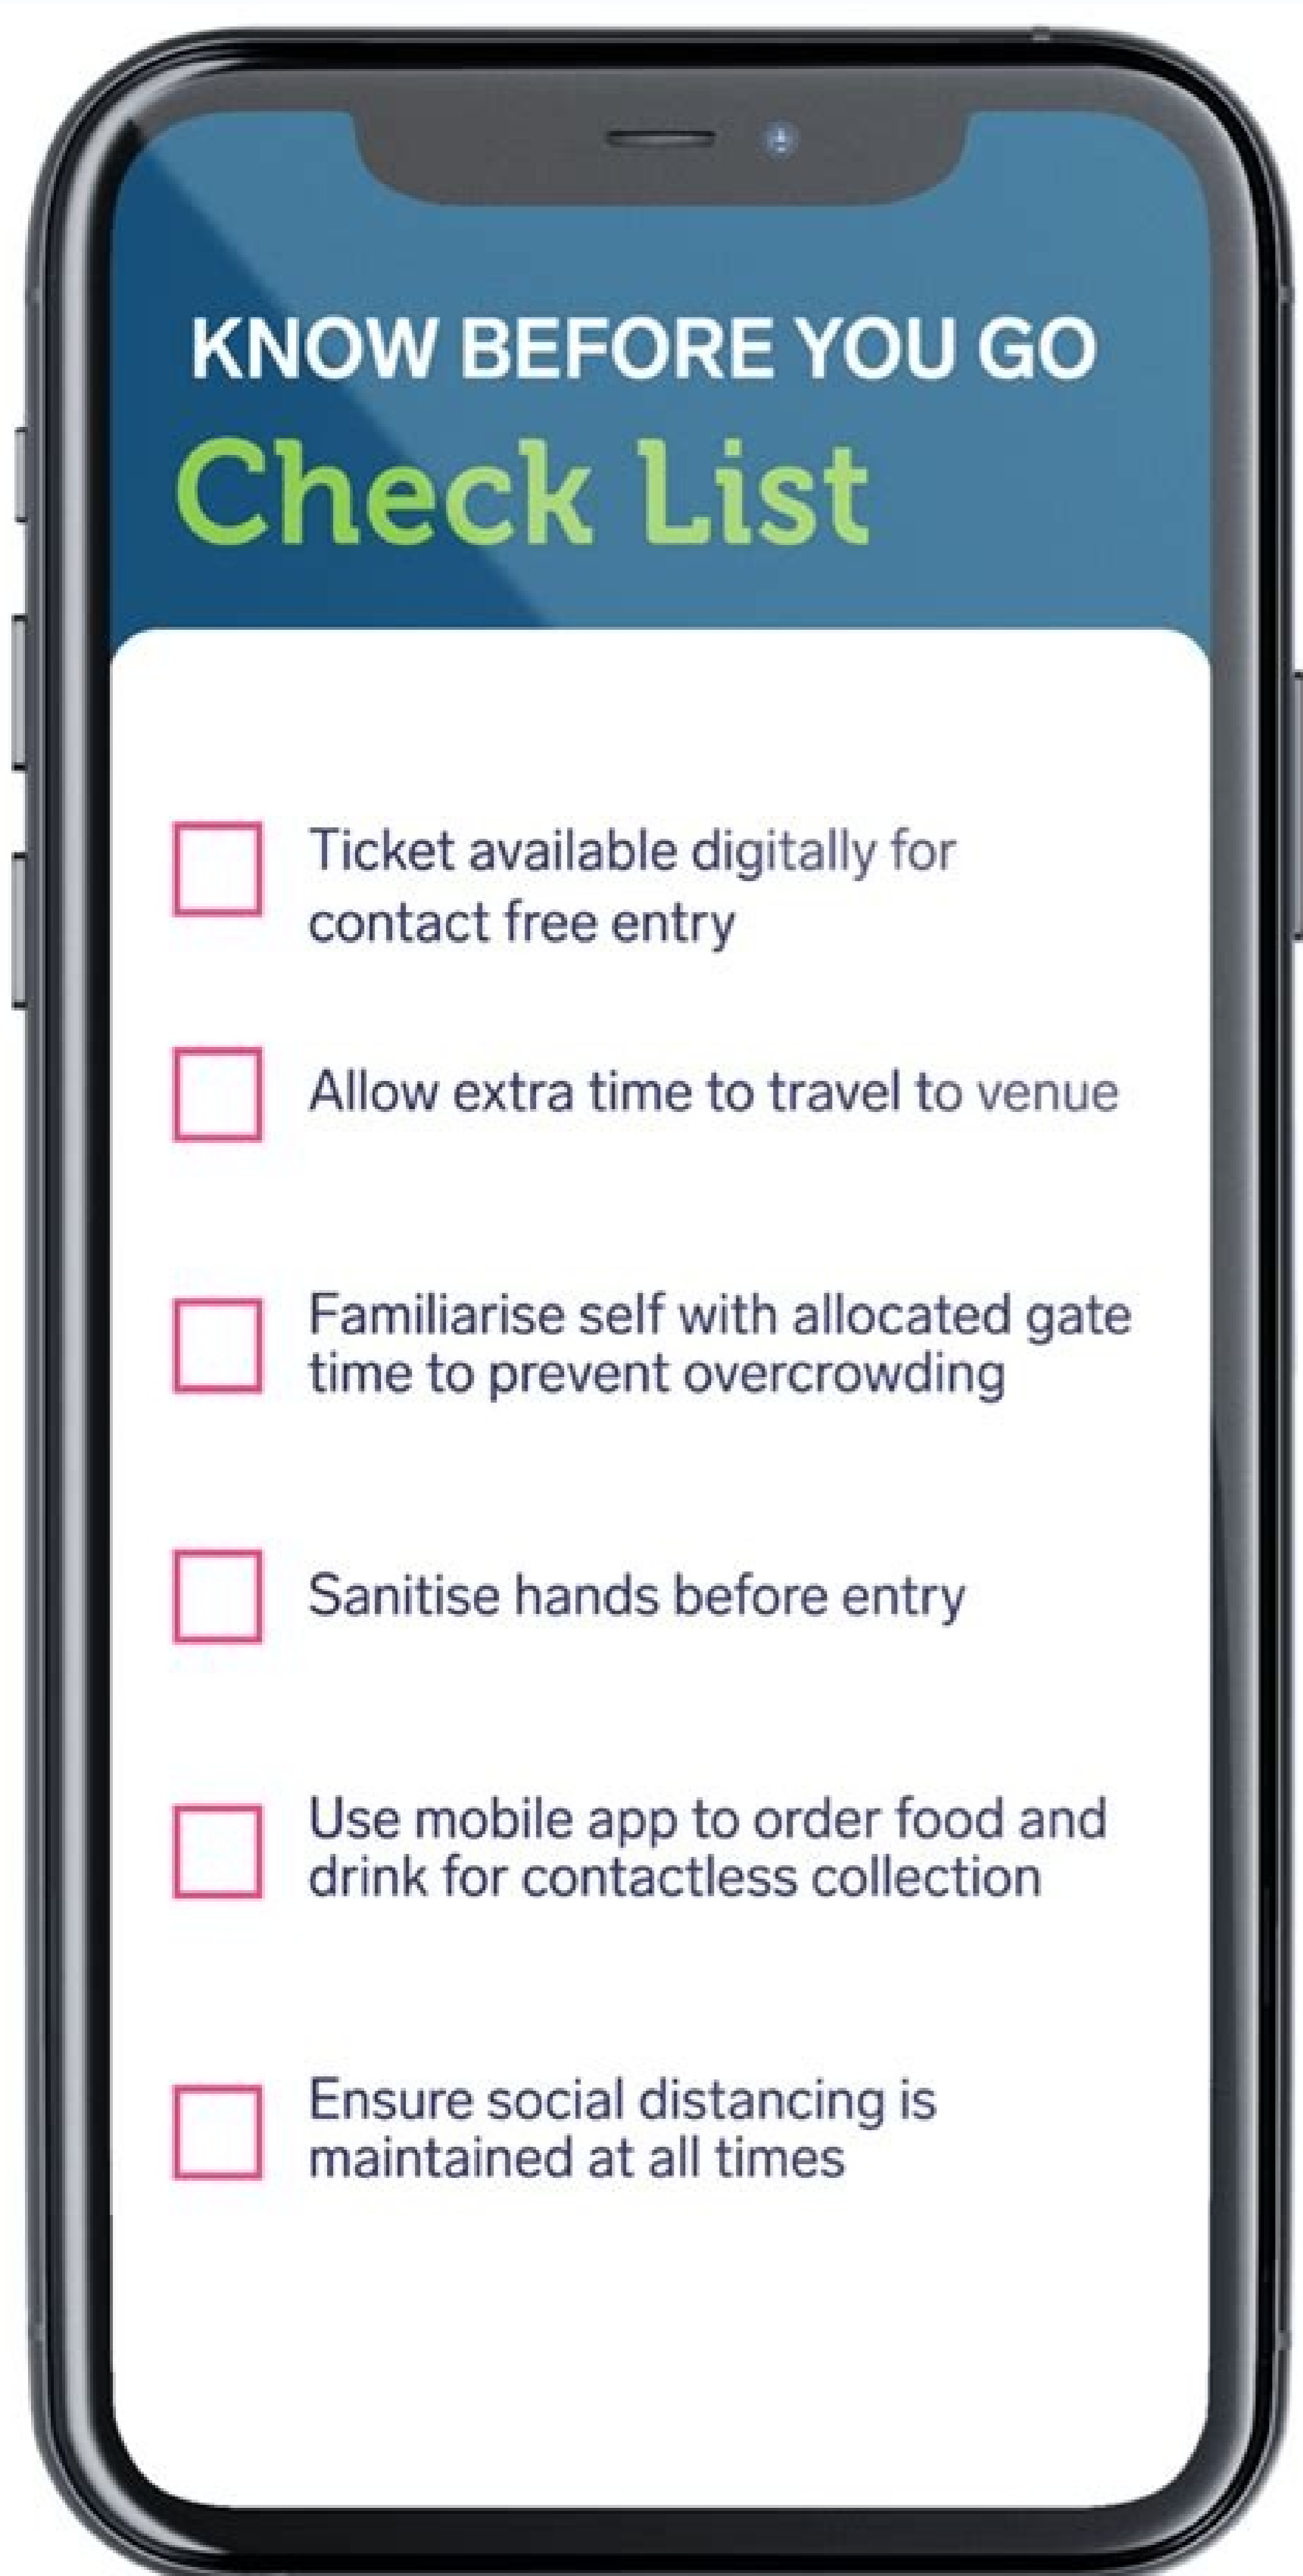 KNOW BEFORE YOU GO
Check List
Ticket available digitally for
contact free entry
Allow extra time to travel to venue
Familiarise self with allocated gate
time to prevent overcrowding
Sanitise hands before entry
Use mobile app to order food and
drink for contactless collection
Ensure social distancing is
maintained at all times